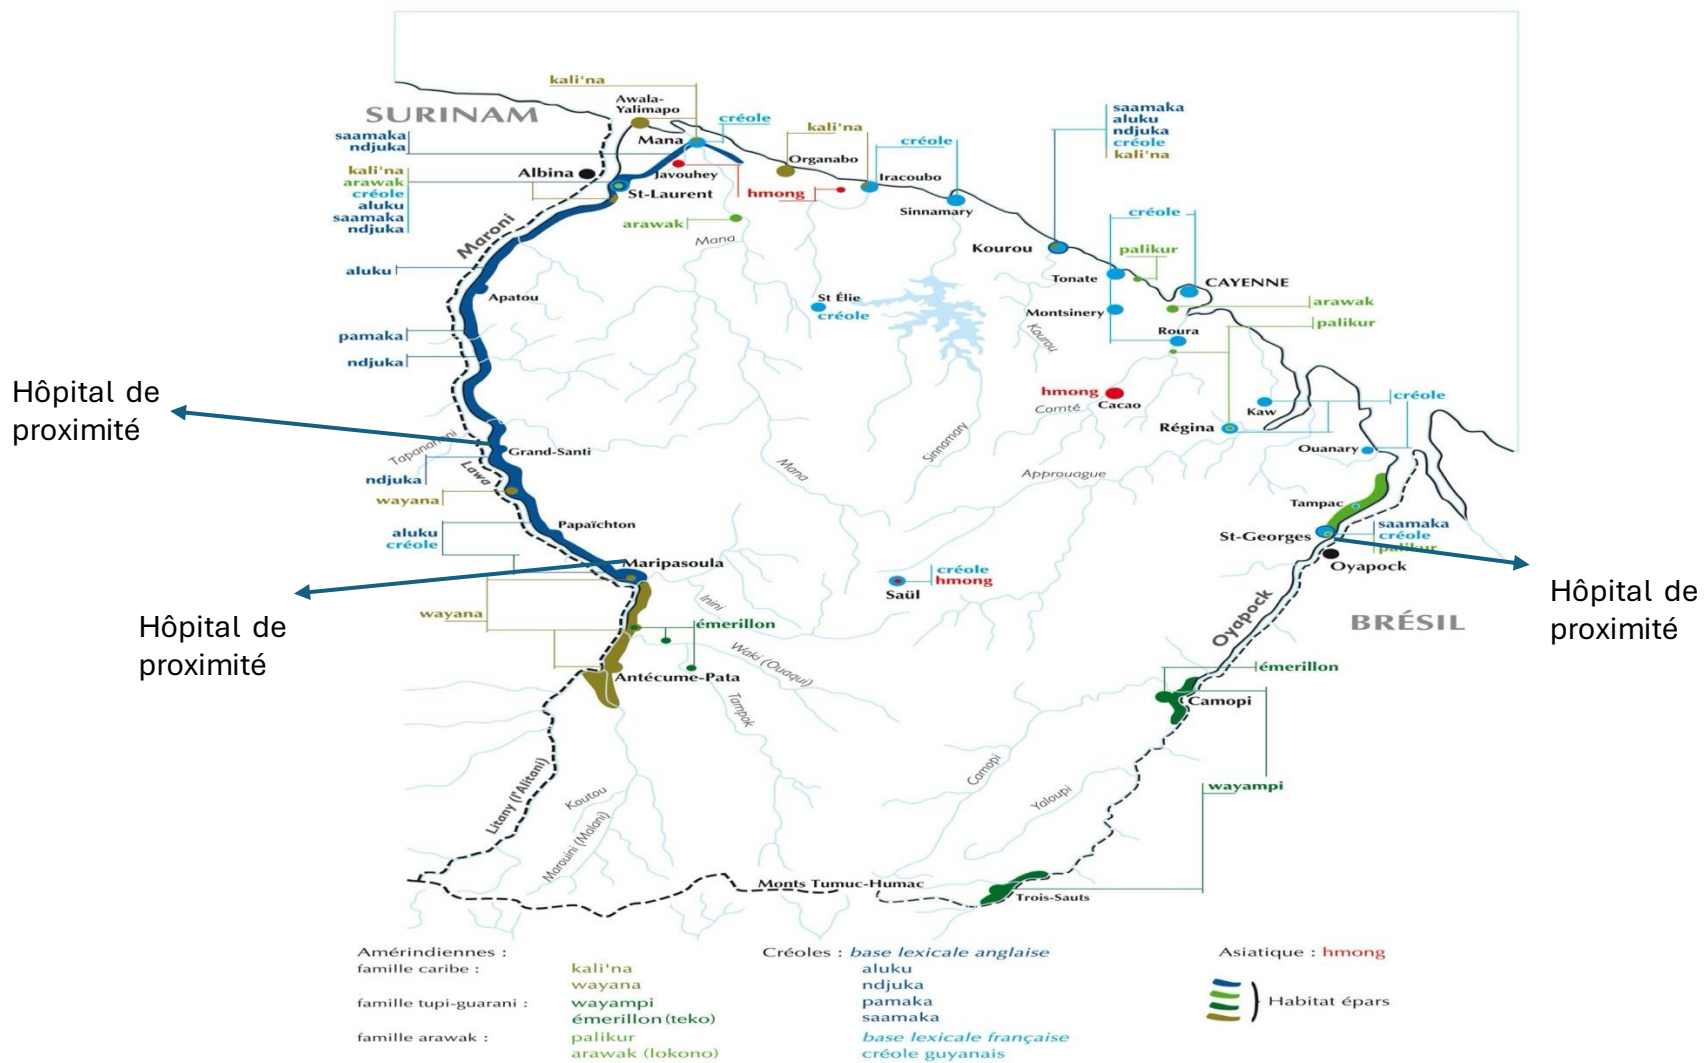 kali'na
Awala-
Yalimapo
SURINAM
créole
saamaka
ndjuka
Mana
kali'na
saamaka
aluku
ndjuka
créole
kali'na
créole
Organabo
kali'na
arawak
créole
aluku
saamaka
ndjuka
Albina
Javouhey
St-Laurent
hmong
Iracoubo
Sinnamary
créole
arawak
Maroni
Mana
Kourou
palikur
aluku
Tonate
CAYENNE
Apatou
St Élie
créole
Montsinery
arawak
palikur
Kourou
Roura
pamaka
ndjuka
Hôpital de
proximité
hmong
Cacao
Comté
Kaw
créole
Régina
Tapanahani
Grand-Santi
Sinnamary
Ouanary
Lawa
ndjuka
wayana
Mana
Approuague
Tampac
aluku
créole
Papaïchton
St-Georges
saamaka
créole
palikur
Oyapock
Maripasoula
créole
hmong
Saül
Hôpital de
proximité
Hôpital de
proximité
wayana
Inini
émerillon
Oyapock
BRÉSIL
Waki (Ouaqui)
Antécume-Pata
émerillon
Tampok
Camopi
Litany (l'Alitani)
Camopi
Koutou
Yaloupi
wayampi
Marouini (Malani)
Monts Tumuc-Humac
Trois-Sauts
Amérindiennes :
famille caribe : kali'na
wayana
famille tupi-guarani : wayampi
émerillon (teko)
famille arawak : palikur
arawak (lokono)
Créoles : base lexicale anglaise
aluku
ndjuka
pamaka
saamaka
base lexicale française
créole guyanais
Asiatique : hmong
Habitat épars